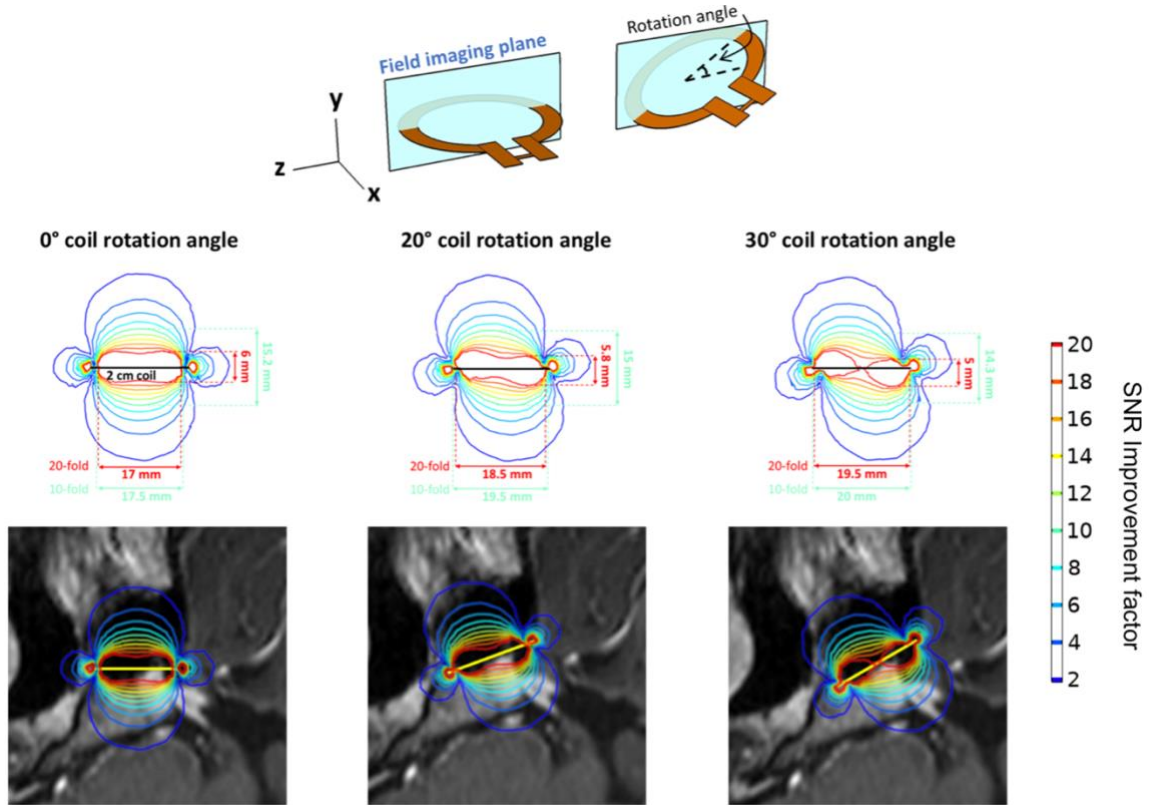 Field imaging plane
Rotation angle
y
z
x
0° coil rotation angle
20° coil rotation angle
30° coil rotation angle
2 cm coil
6 mm
15.2 mm
20-fold
17 mm
10-fold
17.5 mm
5.8 mm
15 mm
20-fold
18.5 mm
10-fold
19.5 mm
5 mm
14.3 mm
20-fold
19.5 mm
10-fold
20 mm
20
18
16
14
12
10
8
6
4
2
SNR Improvement factor